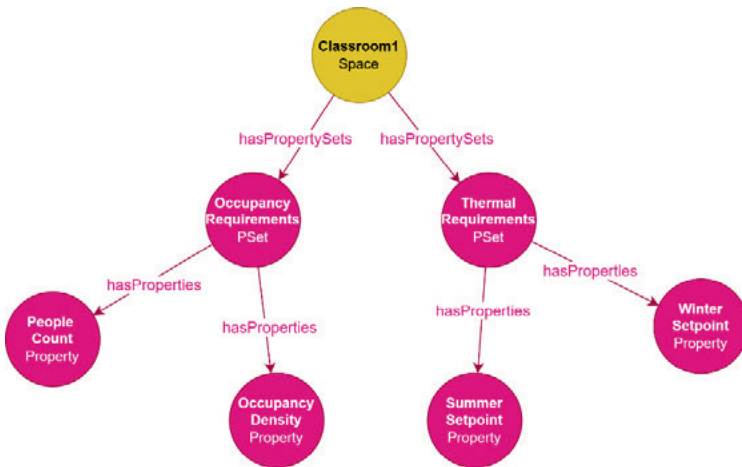 Classroom1
Space
hasPropertySets
hasPropertySets
Occupancy
Requirements
PSet
Thermal
Requirements
PSet
hasProperties
hasProperties
hasProperties
hasProperties
People
Count
Property
Winter
Setpoint
Property
Occupancy
Density
Property
Summer
Setpoint
Property